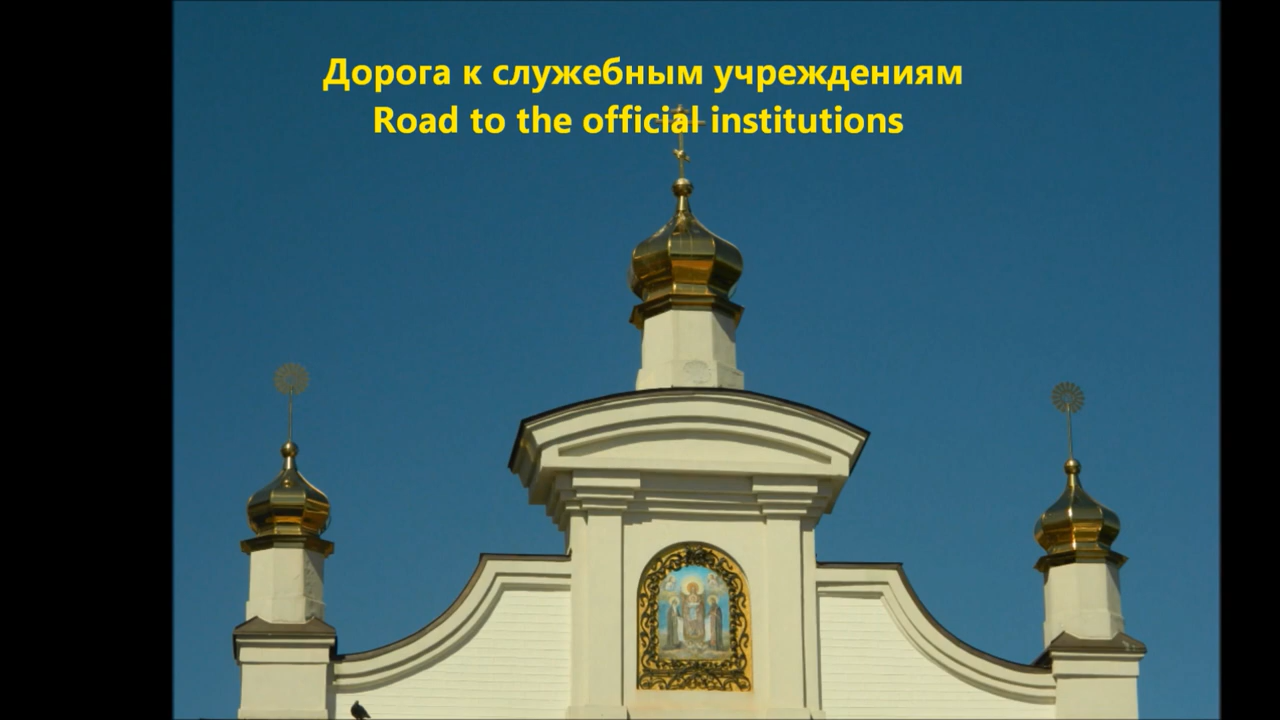 Дорога к служебным учреждениям
Road to the official institutions